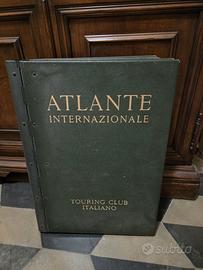 ATLANTE
INTERNAZIONALE
TOURING CLUB
ITALIANO
subito